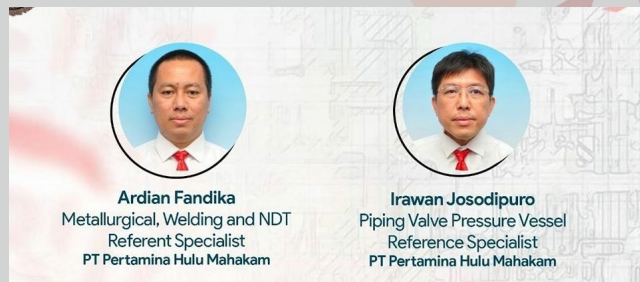 Ardian Fandika
Metallurgical, Welding and NDT
Referent Specialist
PT Pertamina Hulu Mahakam
Irawan Josodipuro
Piping Valve Pressure Vessel
Reference Specialist
PT Pertamina Hulu Mahakam